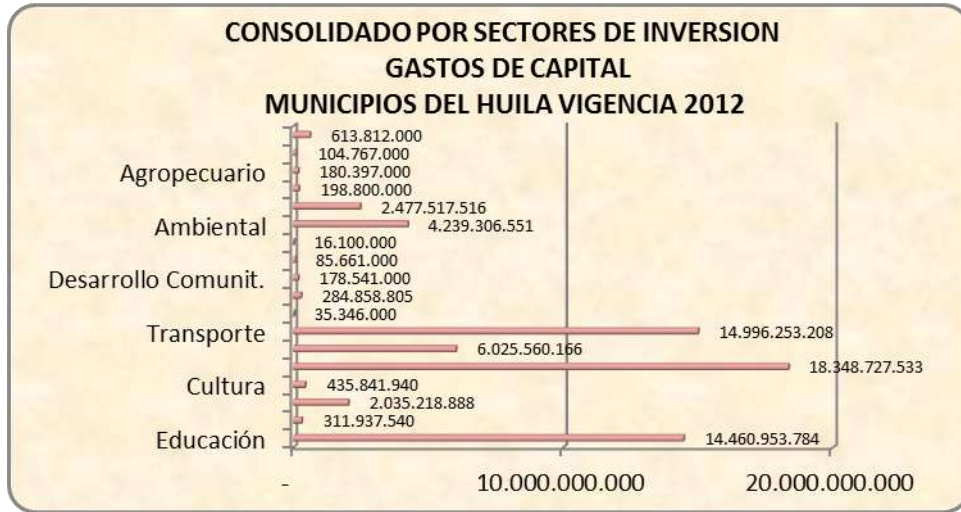 CONSOLIDADO POR SECTORES DE INVERSION
GASTOS DE CAPITAL
MUNICIPIOS DEL HUILA VIGENCIA 2012
613.812.000
104.767.000
Agropecuario 180.397.000
198.800.000
2.477.517.516
Ambiental 4.239.306.551
16.100.000
85.661.000
Desarrollo Comunit. 178.541.000
284.858.805
35.346.000
Transporte 14.996.253.208
6.025.560.166
18.348.727.533
Cultura 435.841.940
2.035.218.888
311.937.540
Educación 14.460.953.784
- 10.000.000.000 20.000.000.000